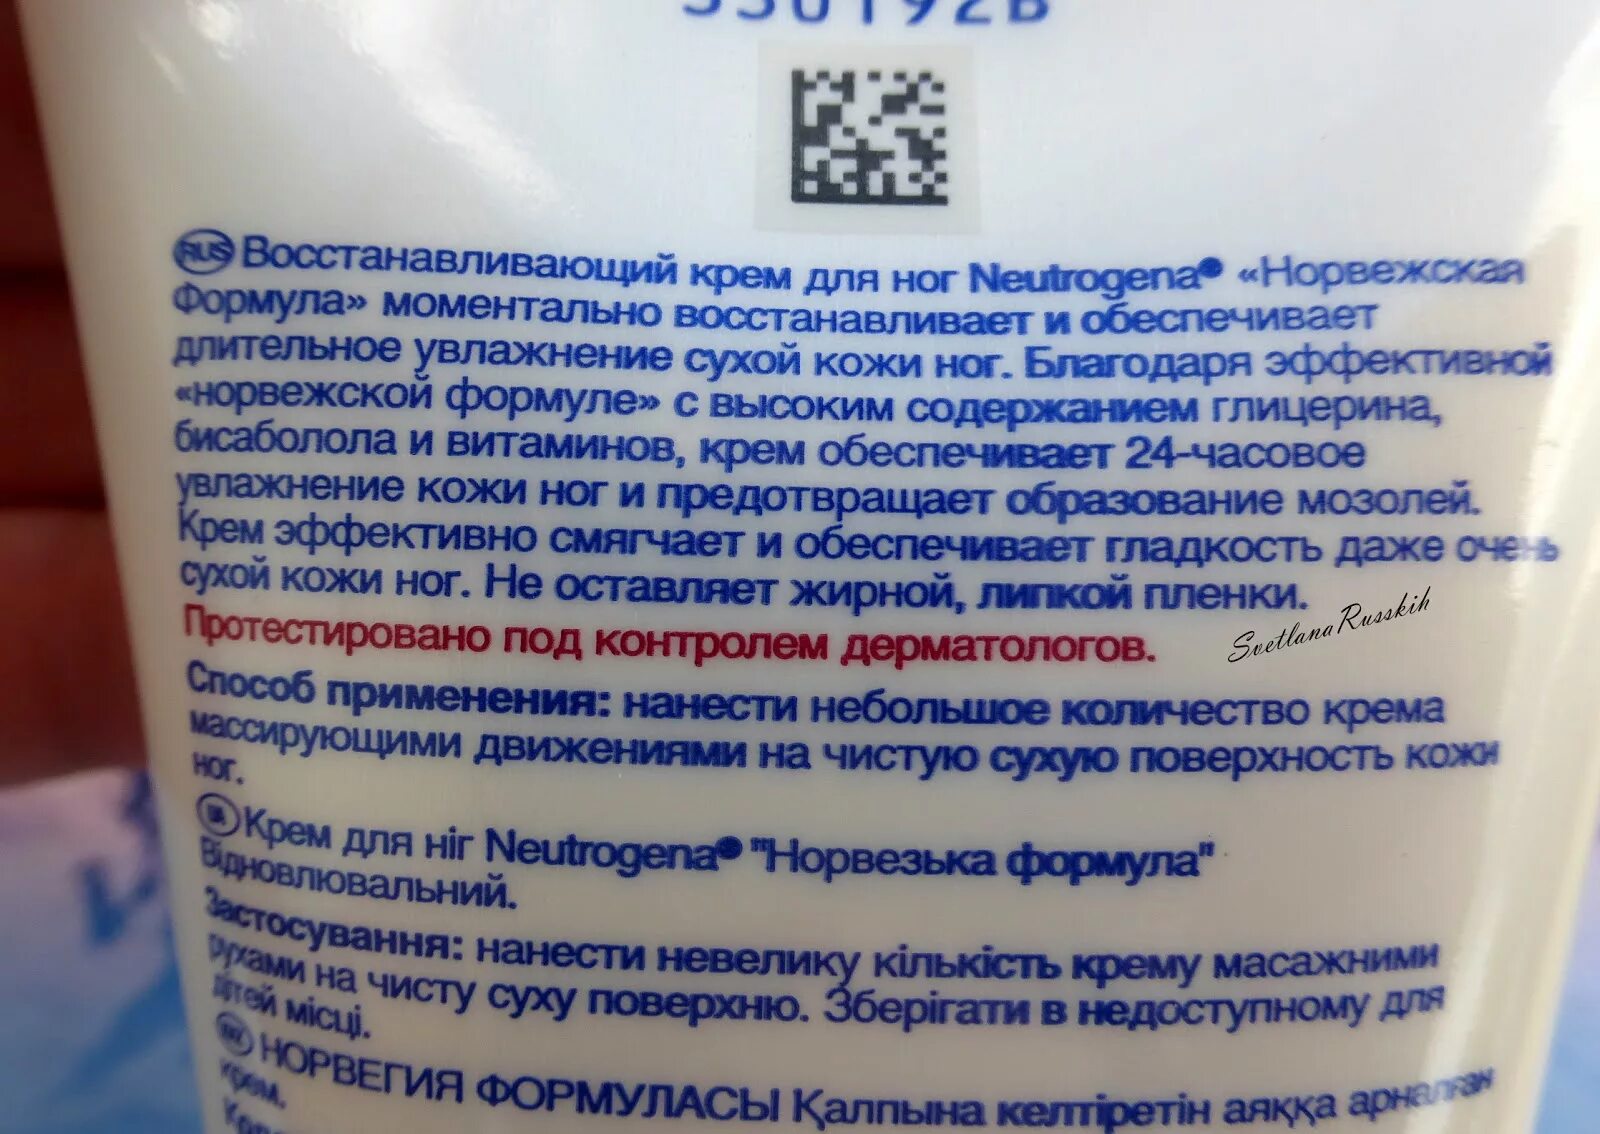 RUS Восстанавливающий крем для ног Neutrogena® «Норвежская
Формула» моментально восстанавливает и обеспечивает
длительное увлажнение сухой кожи ног. Благодаря эффективной
«норвежской формуле» с высоким содержанием глицерина,
бисаболола и витаминов, крем обеспечивает 24-часовое
увлажнение кожи ног и предотвращает образование мозолей.
Крем эффективно смягчает и обеспечивает гладкость даже очень
сухой кожи ног. Не оставляет жирной, липкой пленки.
Протестировано под контролем дерматологов.
SvetlanaRusskih
Способ применения: нанести небольшое количество крема
массирующими движениями на чистую сухую поверхность кожи
ног.
Крем для ніг Neutrogena® "Норвезька формула"
Відновлювальний.
Застосування: нанести невелику кількість крему масажними
рухами на чисту суху поверхню. Зберігати в недоступному для
дітей місці.
НОРВЕГИЯ ФОРМУЛАСЫ Қалпына келтіретін аяққа арналған
крем.